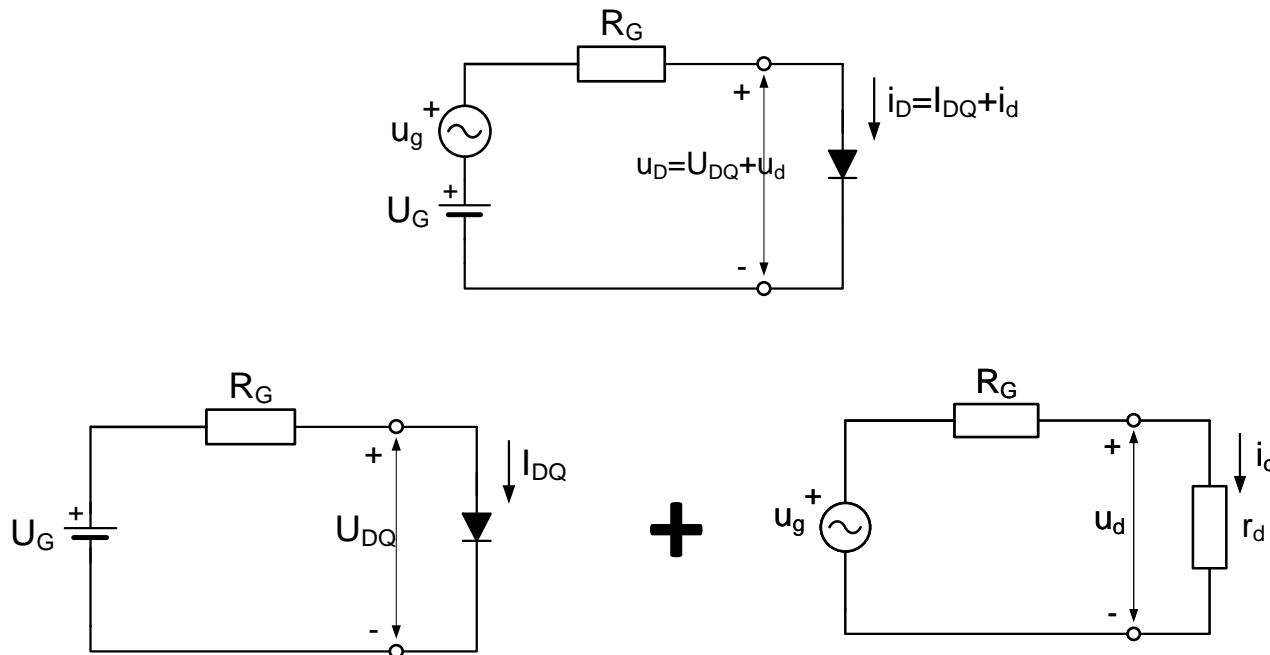 R_G
+
u_g
+
U_G
+
u_D=U_DQ+u_d
-
i_D=I_DQ+i_d
R_G
+
U_G
+
U_DQ
-
I_DQ
+
R_G
+
u_g
+
u_d
-
i_d
r_d